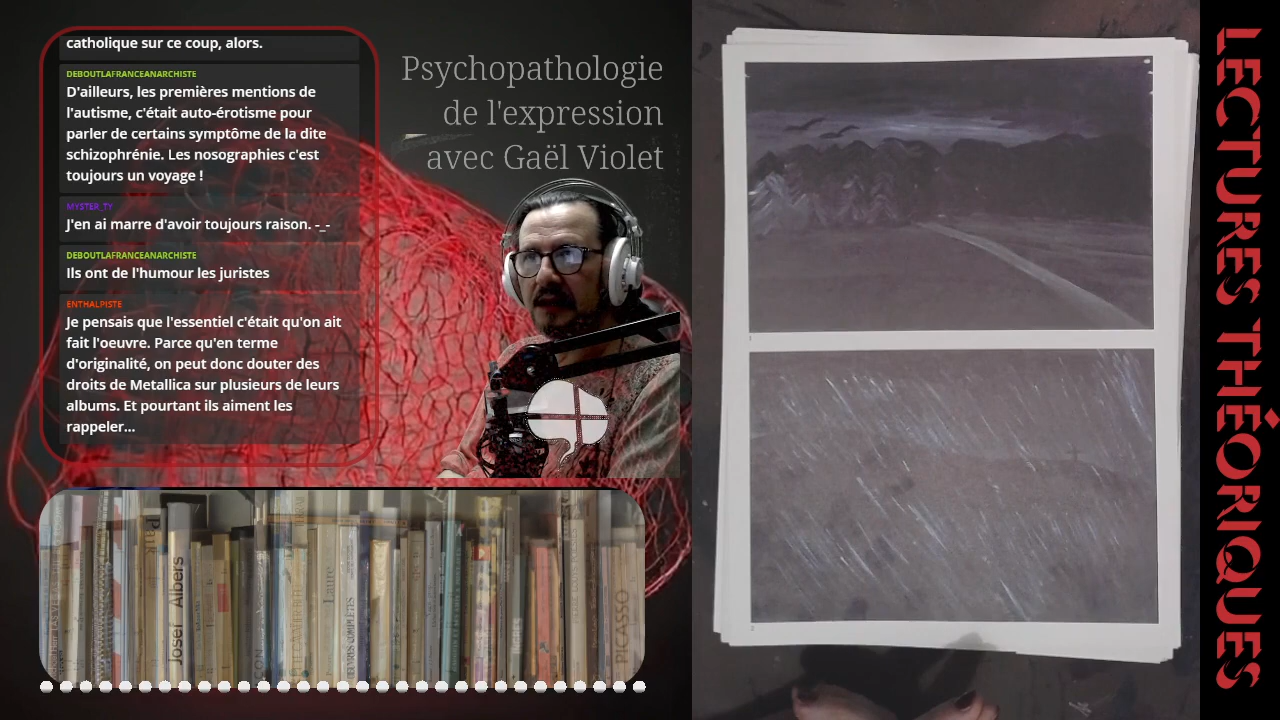 catholique sur ce coup, alors.
DEBOUTLAFRANCEANARCHISTE
D'ailleurs, les premières mentions de
l'autisme, c'était auto-érotisme pour
parler de certains symptôme de la dite
schizophrénie. Les nosographies c'est
toujours un voyage !
MYSTER_TY
J'en ai marre d'avoir toujours raison. -_-
DEBOUTLAFRANCEANARCHISTE
Ils ont de l'humour les juristes
ENTHALPISTE
Je pensais que l'essentiel c'était qu'on ait
fait l'oeuvre. Parce qu'en terme
d'originalité, on peut donc douter des
droits de Metallica sur plusieurs de leurs
albums. Et pourtant ils aiment les
rappeler...
Psychopathologie
de l'expression
avec Gaël Violet
Josef Albers
Laure
PICASSO
LECTURES THÉORIQUES